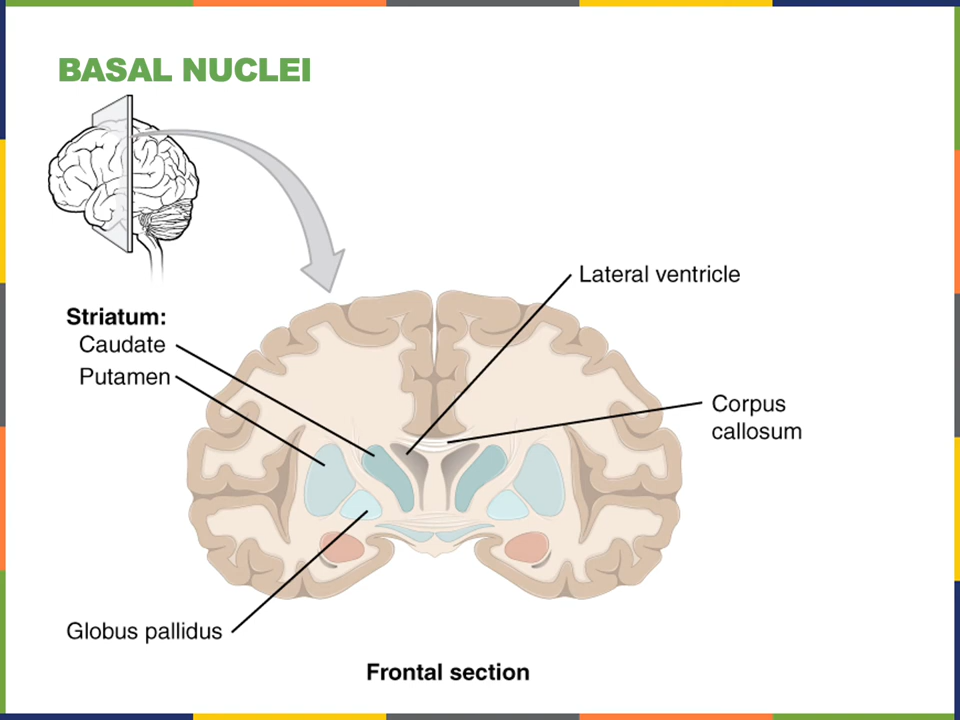 BASAL NUCLEI
Lateral ventricle
Striatum:
Caudate
Putamen
Corpus
callosum
Globus pallidus
Frontal section